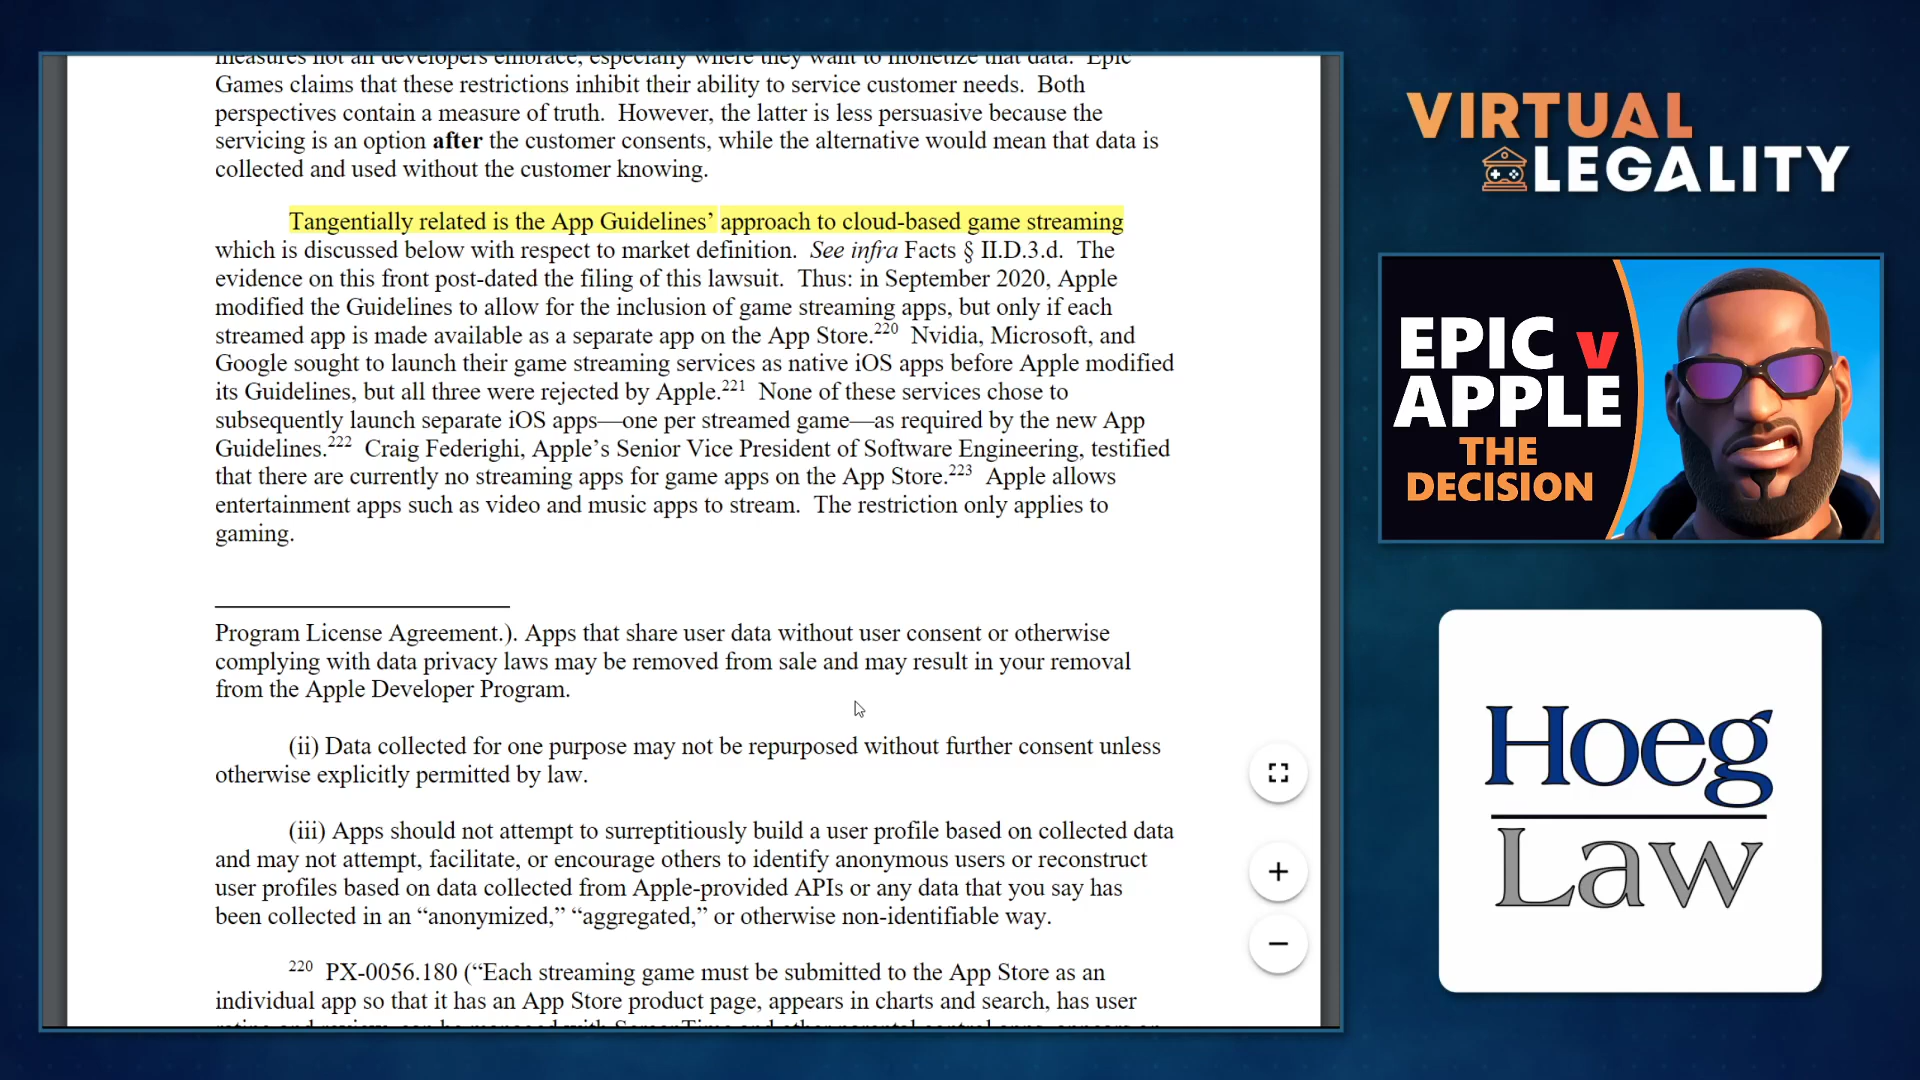 measures not all developers embrace, especially where they want to monetize that data.  Epic
Games claims that these restrictions inhibit their ability to service customer needs.  Both
perspectives contain a measure of truth.  However, the latter is less persuasive because the
servicing is an option after the customer consents, while the alternative would mean that data is
collected and used without the customer knowing.
Tangentially related is the App Guidelines’ approach to cloud-based game streaming
which is discussed below with respect to market definition.  See infra Facts § II.D.3.d.  The
evidence on this front post-dated the filing of this lawsuit.  Thus: in September 2020, Apple
modified the Guidelines to allow for the inclusion of game streaming apps, but only if each
streamed app is made available as a separate app on the App Store.220  Nvidia, Microsoft, and
Google sought to launch their game streaming services as native iOS apps before Apple modified
its Guidelines, but all three were rejected by Apple.221  None of these services chose to
subsequently launch separate iOS apps—one per streamed game—as required by the new App
Guidelines.222  Craig Federighi, Apple’s Senior Vice President of Software Engineering, testified
that there are currently no streaming apps for game apps on the App Store.223  Apple allows
entertainment apps such as video and music apps to stream.  The restriction only applies to
gaming.
Program License Agreement.). Apps that share user data without user consent or otherwise
complying with data privacy laws may be removed from sale and may result in your removal
from the Apple Developer Program.
(ii) Data collected for one purpose may not be repurposed without further consent unless
otherwise explicitly permitted by law.
(iii) Apps should not attempt to surreptitiously build a user profile based on collected data
and may not attempt, facilitate, or encourage others to identify anonymous users or reconstruct
user profiles based on data collected from Apple-provided APIs or any data that you say has
been collected in an “anonymized,” “aggregated,” or otherwise non-identifiable way.
220 PX-0056.180 (“Each streaming game must be submitted to the App Store as an
individual app so that it has an App Store product page, appears in charts and search, has user
VIRTUAL
LEGALITY
EPIC v
APPLE
THE
DECISION
Hoeg
Law